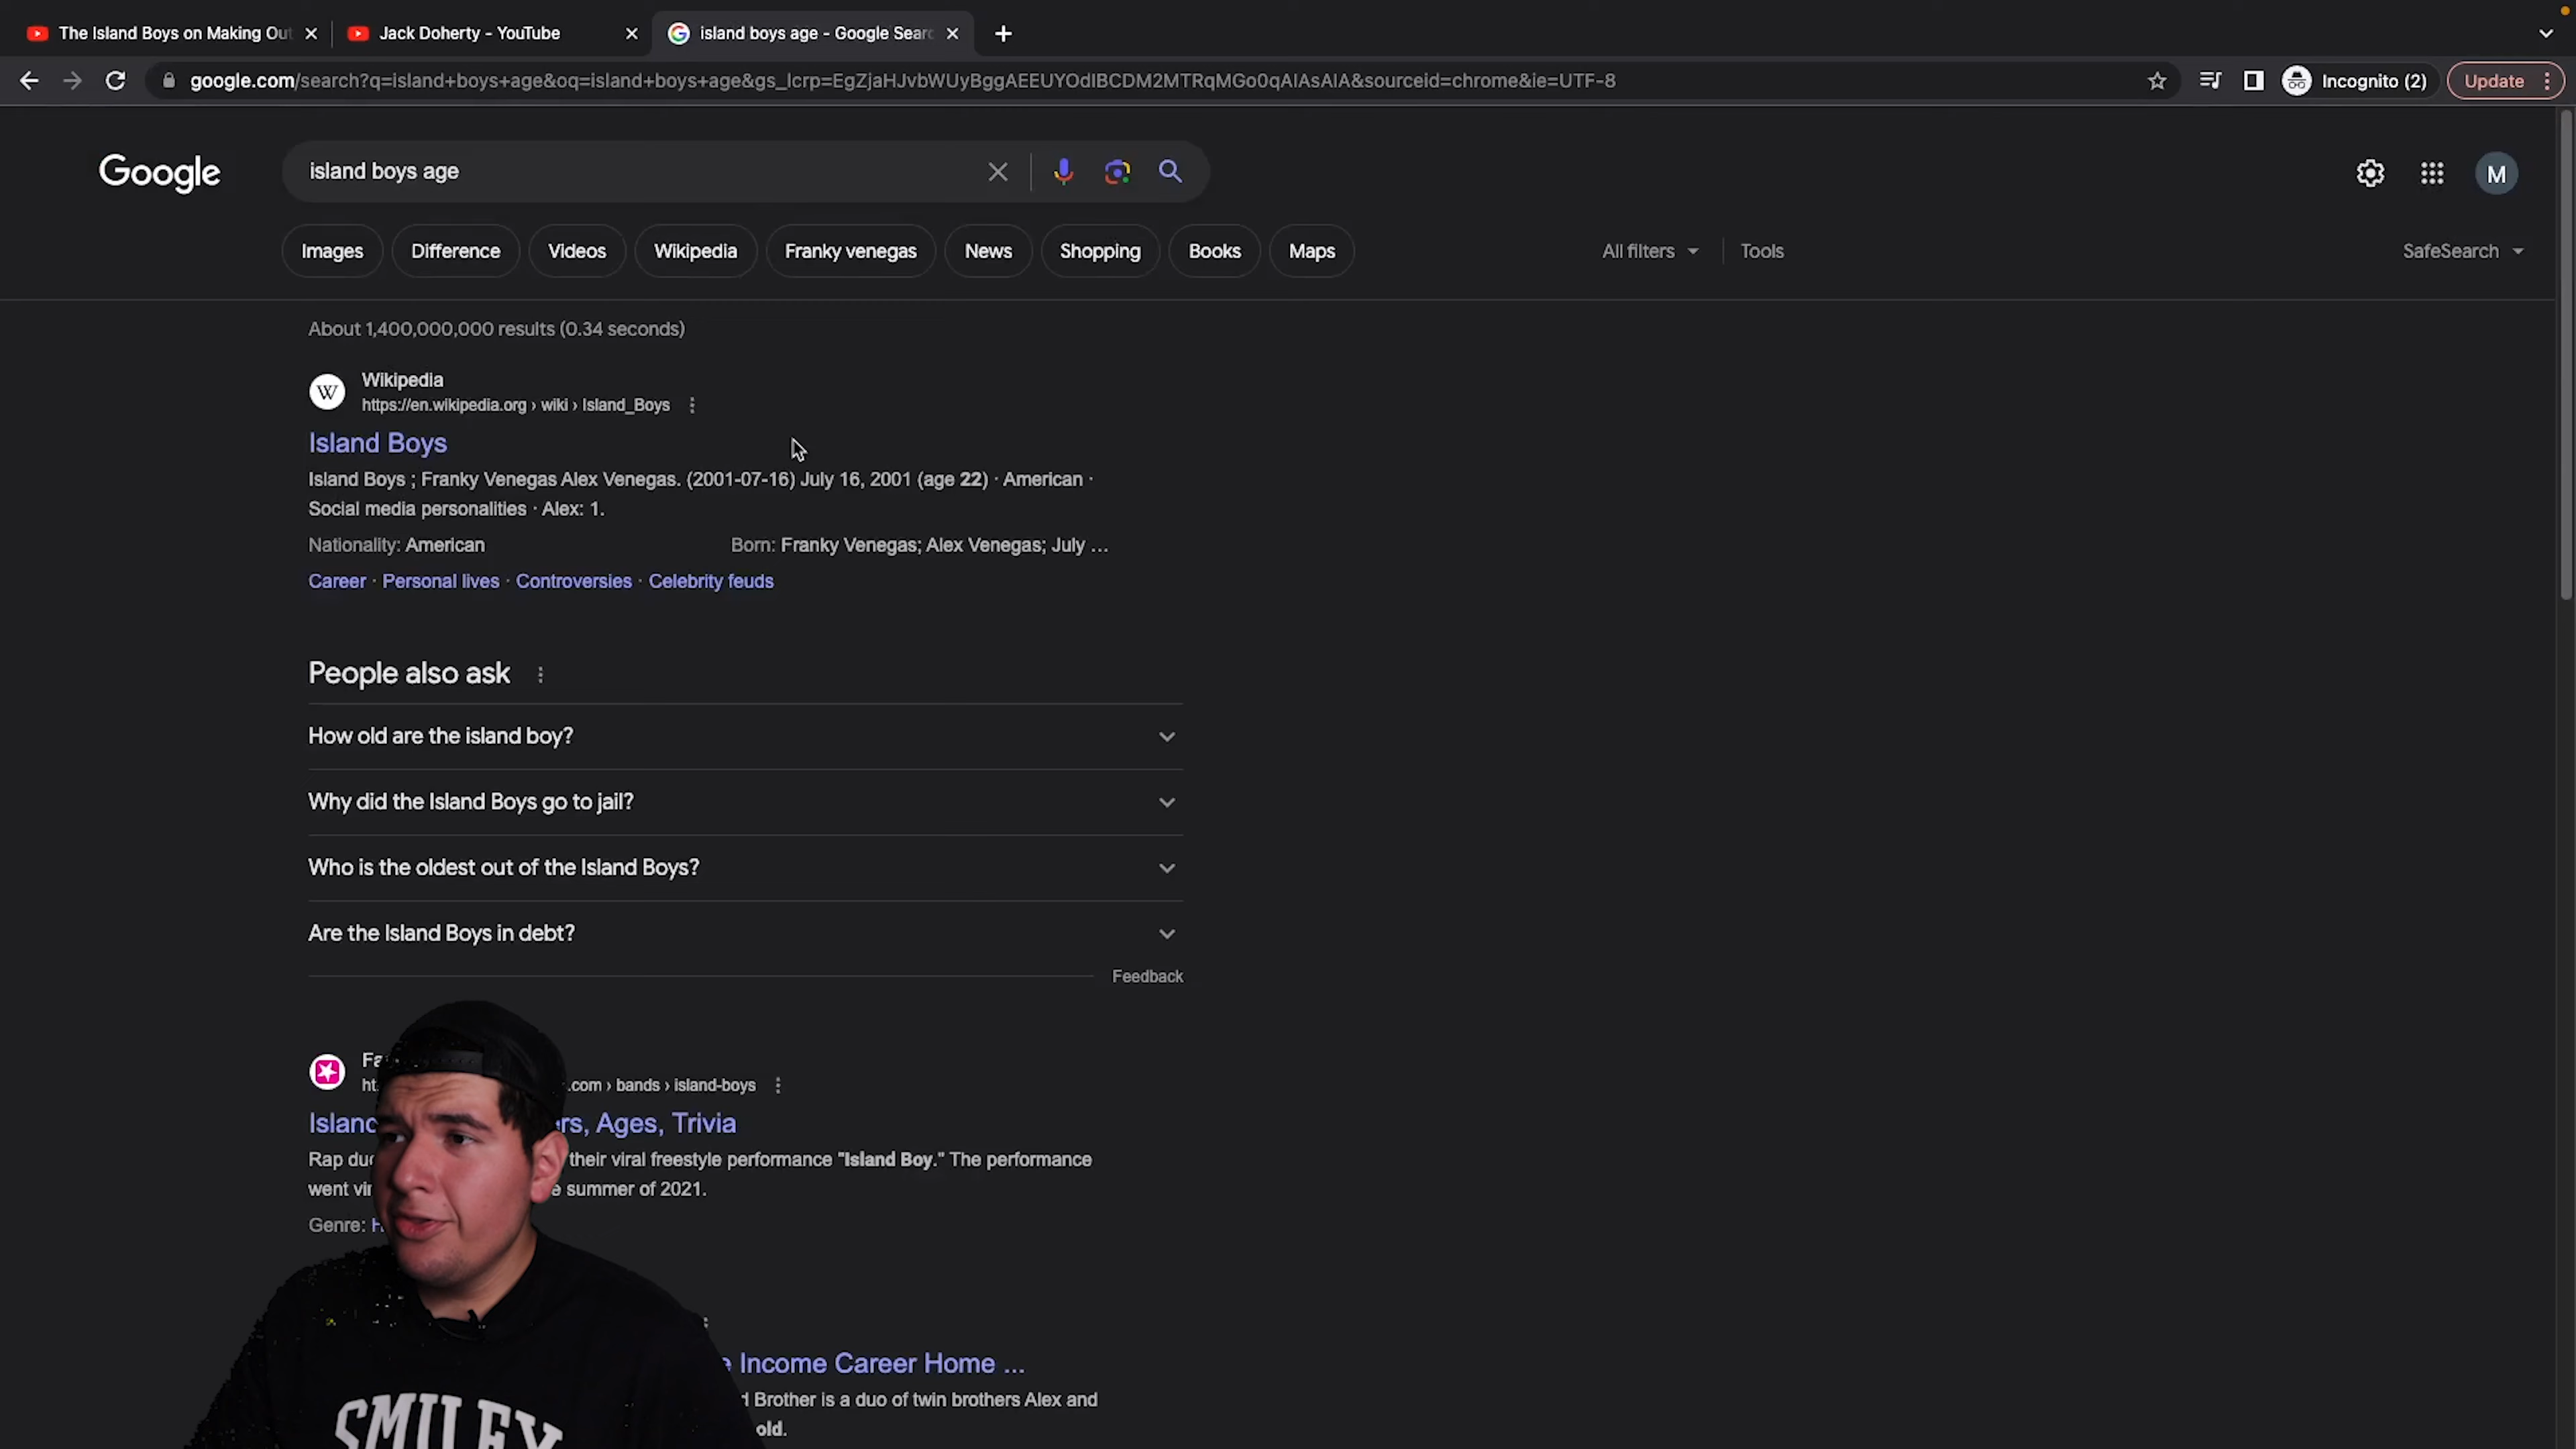 The Island Boys on Making Out
Jack Doherty - YouTube
island boys age - Google Sear
google.com/search?q=island+boys+age&oq=island+boys+age&gs_lcrp=EgZjaHJvbWUyBggAEEUYOdIBCDM2MTRqMGo0qAIAsAIA&sourceid=chrome&ie=UTF-8
Incognito (2)
Update
Google
island boys age
M
Images
Difference
Videos
Wikipedia
Franky venegas
News
Shopping
Books
Maps
All filters
Tools
SafeSearch
About 1,400,000,000 results (0.34 seconds)
W
Wikipedia
https://en.wikipedia.org › wiki › Island_Boys
Island Boys
Island Boys ; Franky Venegas Alex Venegas. (2001-07-16) July 16, 2001 (age 22) · American ·
Social media personalities · Alex: 1.
Nationality: American
Born: Franky Venegas; Alex Venegas; July ...
Career · Personal lives · Controversies · Celebrity feuds
People also ask
How old are the island boy?
Why did the Island Boys go to jail?
Who is the oldest out of the Island Boys?
Are the Island Boys in debt?
Feedback
.com › bands › island-boys
rs, Ages, Trivia
Rap their viral freestyle performance "Island Boy." The performance
went summer of 2021.
Genre:
Income Career Home ...
Brother is a duo of twin brothers Alex and
old.
SMILEY